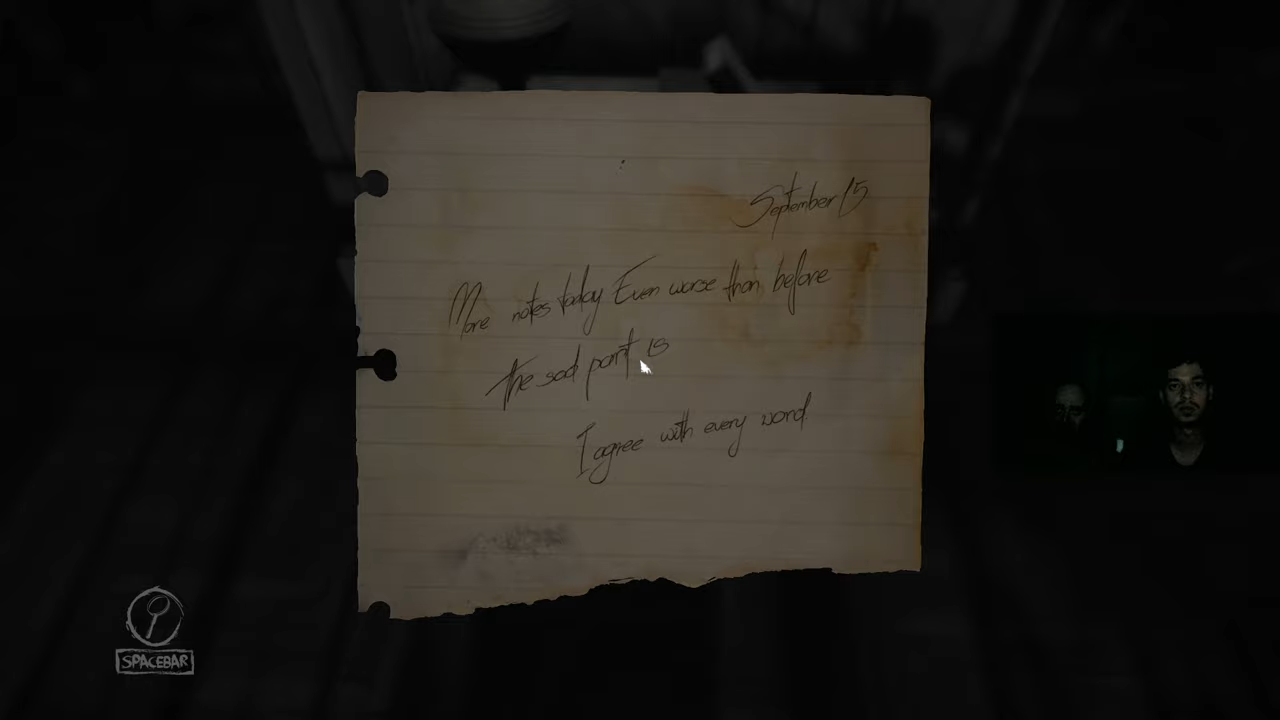 September 15
More notes today Even worse than before
the sad part is
I agree with every word.
SPACEBAR